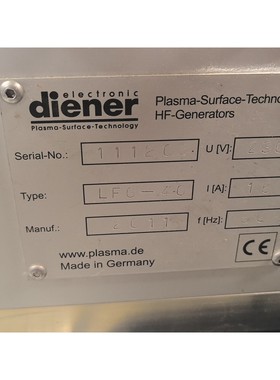 electronic
diener
Plasma-Surface-Technology
Plasma-Surface-Techno
HF-Generators
Serial-No.:
U [V]:
Type:
I [A]:
Manuf.: 2011
f [Hz]:
www.plasma.de
Made in Germany
CE